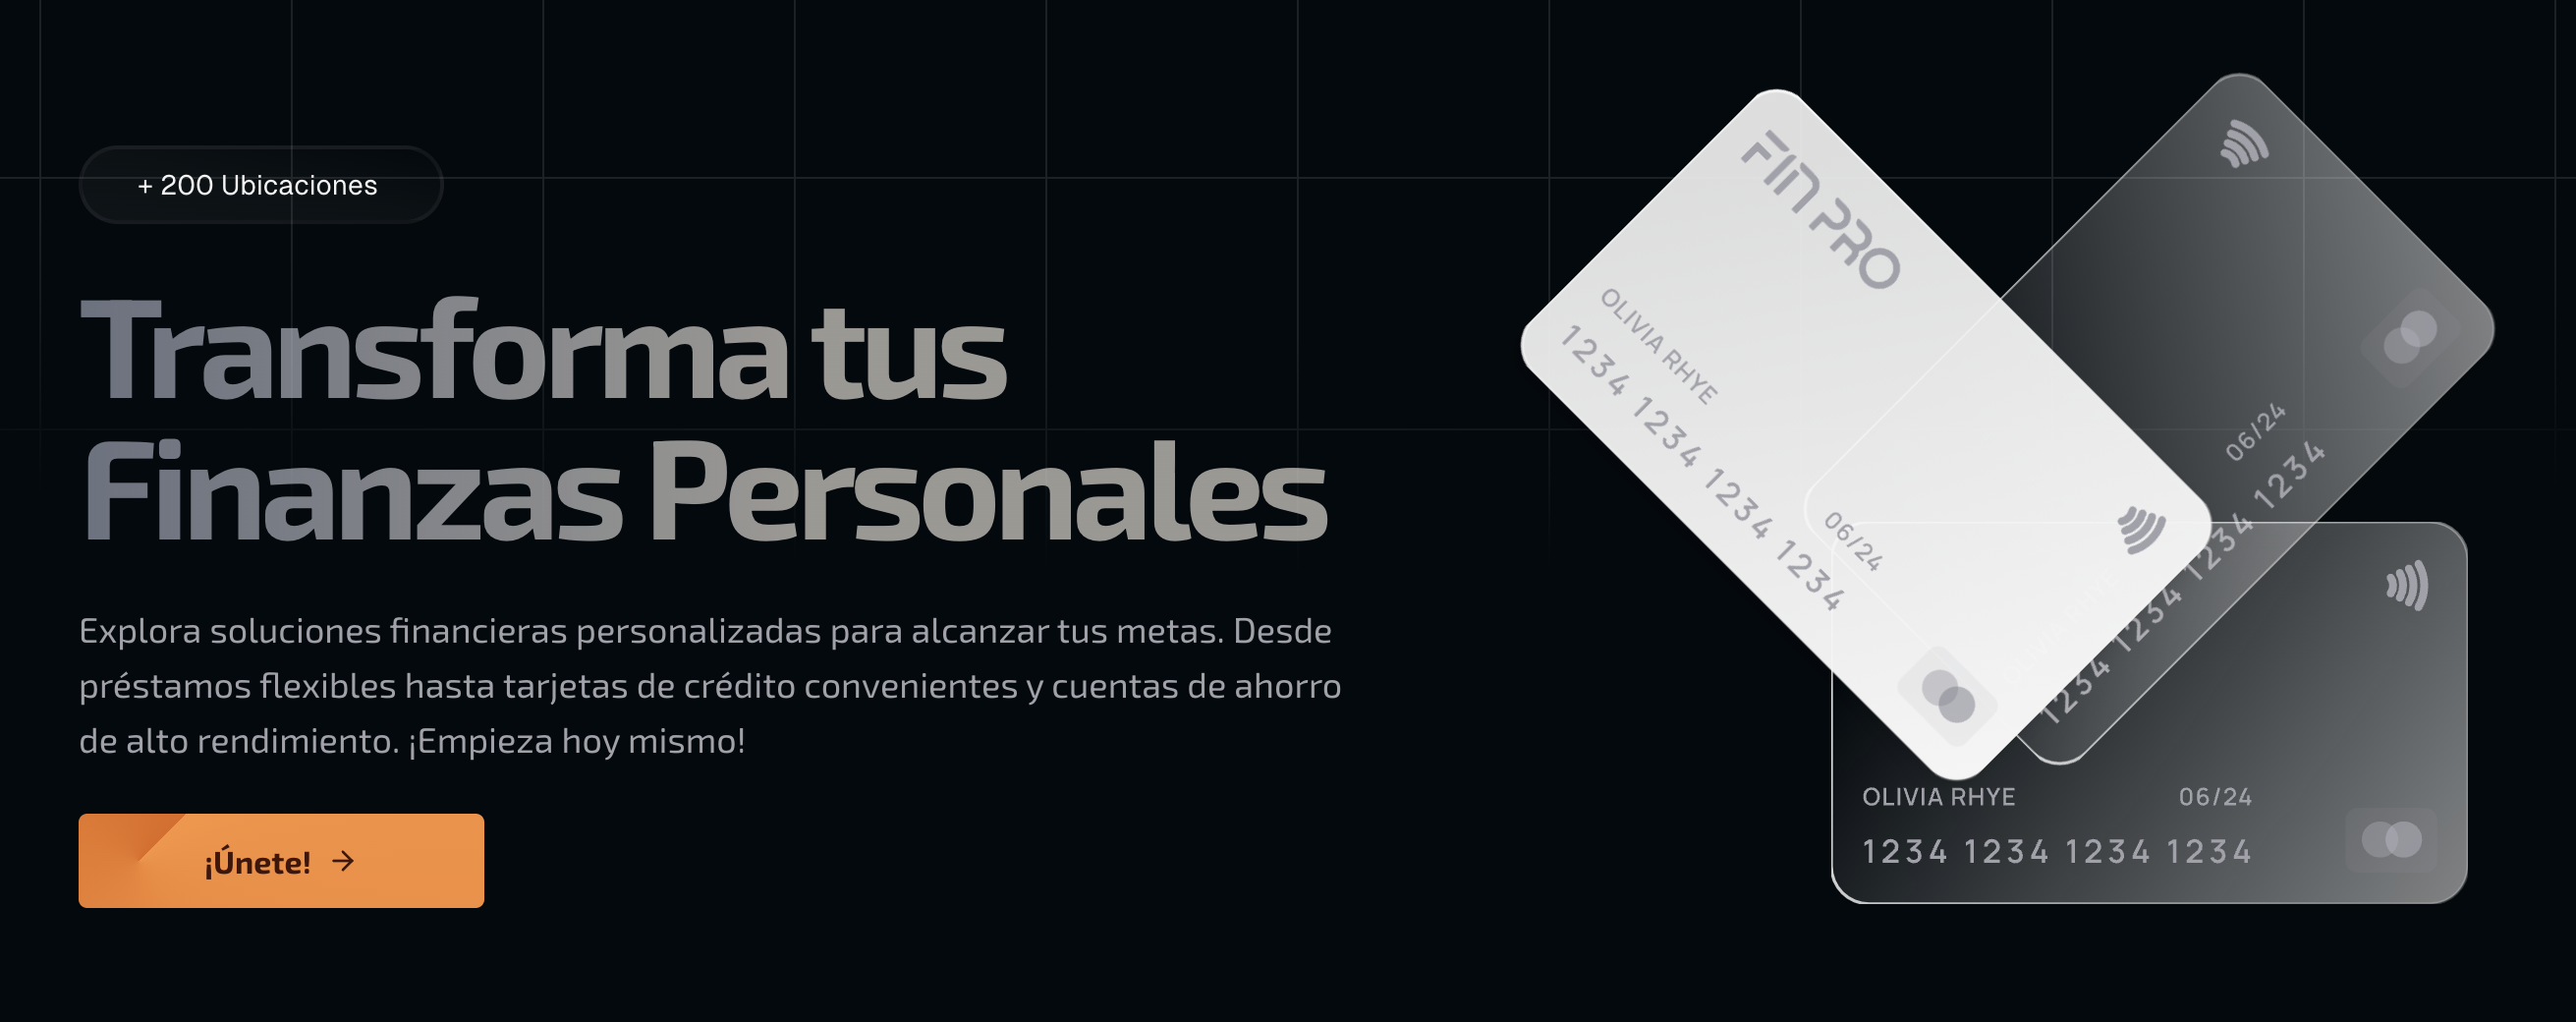 + 200 Ubicaciones
Transforma tus
Finanzas Personales
Explora soluciones financieras personalizadas para alcanzar tus metas. Desde
préstamos flexibles hasta tarjetas de crédito convenientes y cuentas de ahorro
de alto rendimiento. ¡Empieza hoy mismo!
¡Únete! →
FIN PRO
OLIVIA RHYE
06/24
1234 1234 1234 1234
06/24
1234 1234 1234 1234
OLIVIA RHYE 06/24
1234 1234 1234 1234